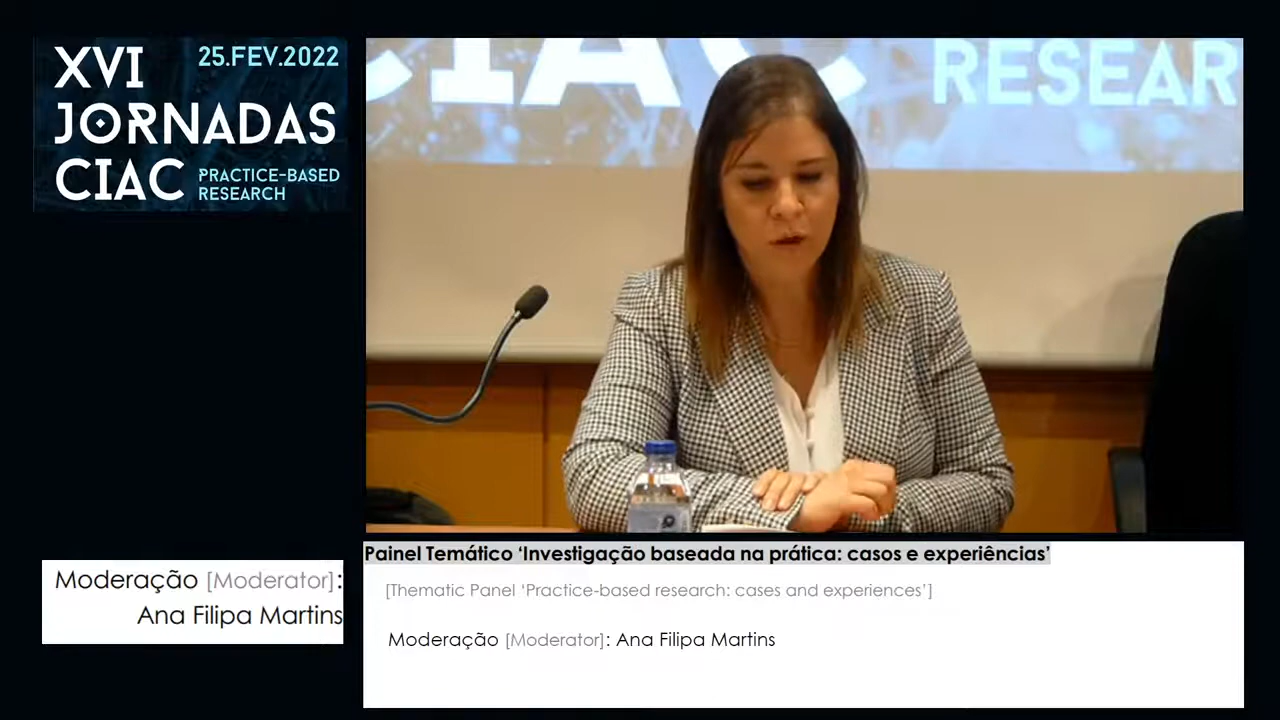 XVI
25.FEV.2022
JORNADAS
CIAC
PRACTICE-BASED
RESEARCH
CIAC
RESEAR
Painel Temático ‘Investigação baseada na prática: casos e experiências’
[Thematic Panel ‘Practice-based research: cases and experiences’]
Moderação [Moderator]: Ana Filipa Martins
Moderação [Moderator]:
Ana Filipa Martins